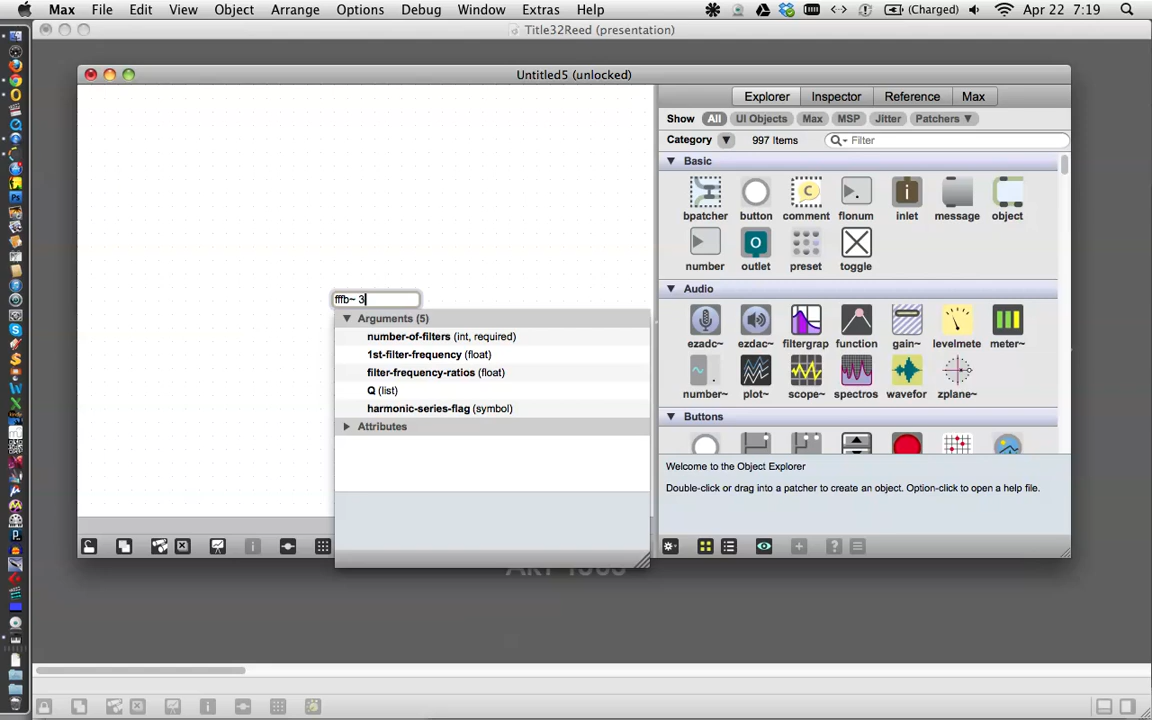 Max File Edit View Object Arrange Options Debug Window Extras Help (Charged) Apr 22 7:19
Title32Reed (presentation)
Untitled5 (unlocked)
Explorer Inspector Reference Max
Show All UI Objects Max MSP Jitter Patchers ▼
Category ▼ 997 Items Filter
Basic
bpatcher button comment flonum inlet message object
number outlet preset toggle
fffb~ 3
Arguments (5)
number-of-filters (int, required)
1st-filter-frequency (float)
filter-frequency-ratios (float)
Q (list)
harmonic-series-flag (symbol)
Attributes
Audio
ezadc~ ezdac~ filtergrap function gain~ levelmete meter~
number~ plot~ scope~ spectros wavefor zplane~
Buttons
Welcome to the Object Explorer
Double-click or drag into a patcher to create an object. Option-click to open a help file.